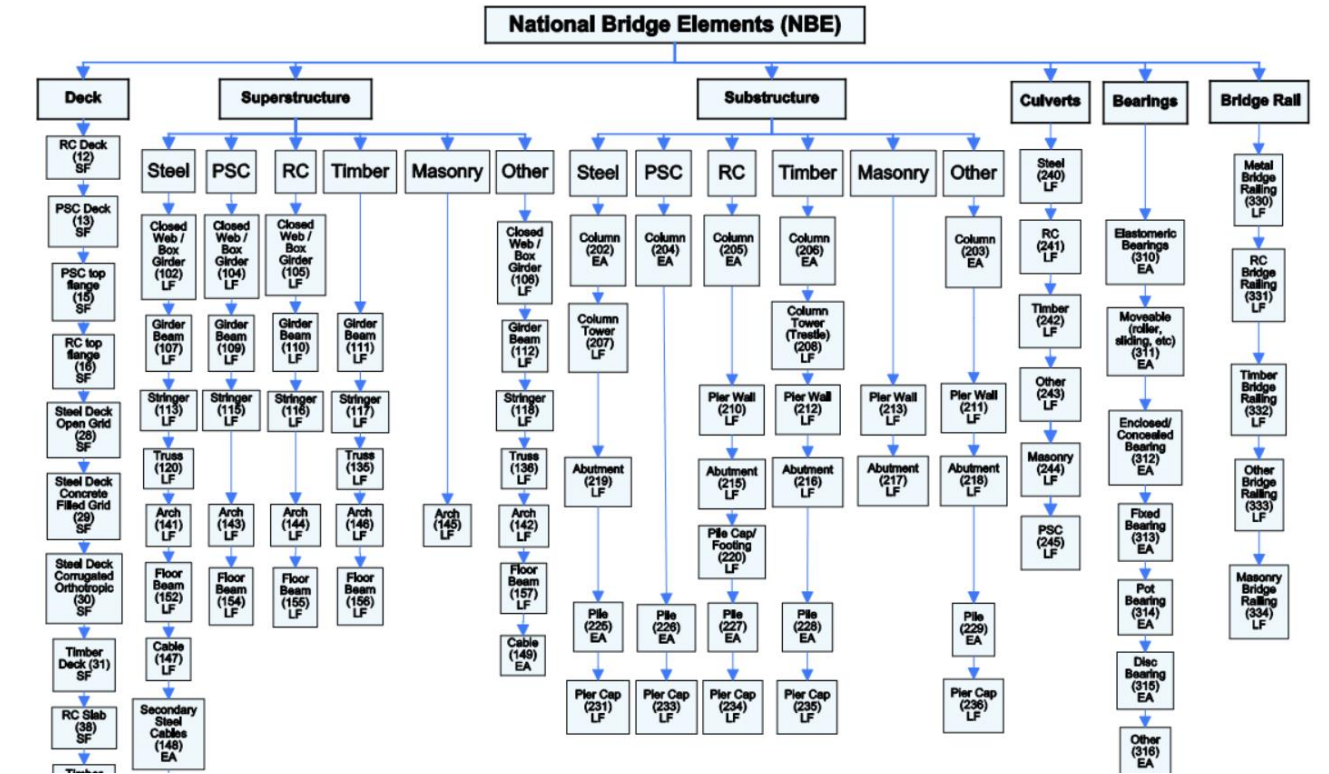 National Bridge Elements (NBE)
Deck
RC Deck
(12)
SF
PSC Deck
(13)
SF
PSC top
flange
(15)
SF
RC top
flange
(16)
SF
Steel Deck
Open Grid
(28)
SF
Steel Deck
Concrete
Filled Grid
(29)
SF
Steel Deck
Corrugated
Orthotropic
(30)
SF
Timber
Deck (31)
SF
RC Slab
(38)
SF
Timber
Superstructure
Steel
Closed
Web /
Box
Girder
(102)
LF
Girder
Beam
(107)
LF
Stringer
(113)
LF
Truss
(120)
LF
Arch
(141)
LF
Floor
Beam
(152)
LF
Cable
(147)
LF
Secondary
Steel
Cables
(148)
EA
PSC
Closed
Web /
Box
Girder
(104)
LF
Girder
Beam
(109)
LF
Stringer
(115)
LF
Arch
(143)
LF
Floor
Beam
(154)
LF
RC
Closed
Web /
Box
Girder
(105)
LF
Girder
Beam
(110)
LF
Stringer
(116)
LF
Arch
(144)
LF
Floor
Beam
(155)
LF
Timber
Girder
Beam
(111)
LF
Stringer
(117)
LF
Truss
(135)
LF
Arch
(146)
LF
Floor
Beam
(156)
LF
Masonry
Arch
(145)
LF
Other
Closed
Web /
Box
Girder
(106)
LF
Girder
Beam
(112)
LF
Stringer
(118)
LF
Truss
(136)
LF
Arch
(142)
LF
Floor
Beam
(157)
LF
Cable
(149)
EA
Substructure
Steel
Column
(202)
EA
Column
Tower
(207)
LF
Abutment
(219)
LF
Pile
(225)
EA
Pier Cap
(231)
LF
PSC
Column
(204)
EA
Pile
(226)
EA
Pier Cap
(233)
LF
RC
Column
(205)
EA
Pier Wall
(210)
LF
Abutment
(215)
LF
Pile Cap/
Footing
(220)
LF
Pile
(227)
EA
Pier Cap
(234)
LF
Timber
Column
(206)
EA
Column
Tower
(Trestle)
(208)
LF
Pier Wall
(212)
LF
Abutment
(216)
LF
Pile
(228)
EA
Pier Cap
(235)
LF
Masonry
Pier Wall
(213)
LF
Abutment
(217)
LF
Other
Column
(203)
EA
Pier Wall
(211)
LF
Abutment
(218)
LF
Pile
(229)
EA
Pier Cap
(236)
LF
Culverts
Steel
(240)
LF
RC
(241)
LF
Timber
(242)
LF
Other
(243)
LF
Masonry
(244)
LF
PSC
(245)
LF
Bearings
Elastomeric
Bearings
(310)
EA
Moveable
(roller,
sliding, etc)
(311)
EA
Enclosed/
Concealed
Bearing
(312)
EA
Fixed
Bearing
(313)
EA
Pot
Bearing
(314)
EA
Disc
Bearing
(315)
EA
Other
(316)
EA
Bridge Rail
Metal
Bridge
Railing
(330)
LF
RC
Bridge
Railing
(331)
LF
Timber
Bridge
Railing
(332)
LF
Other
Bridge
Railing
(333)
LF
Masonry
Bridge
Railing
(334)
LF